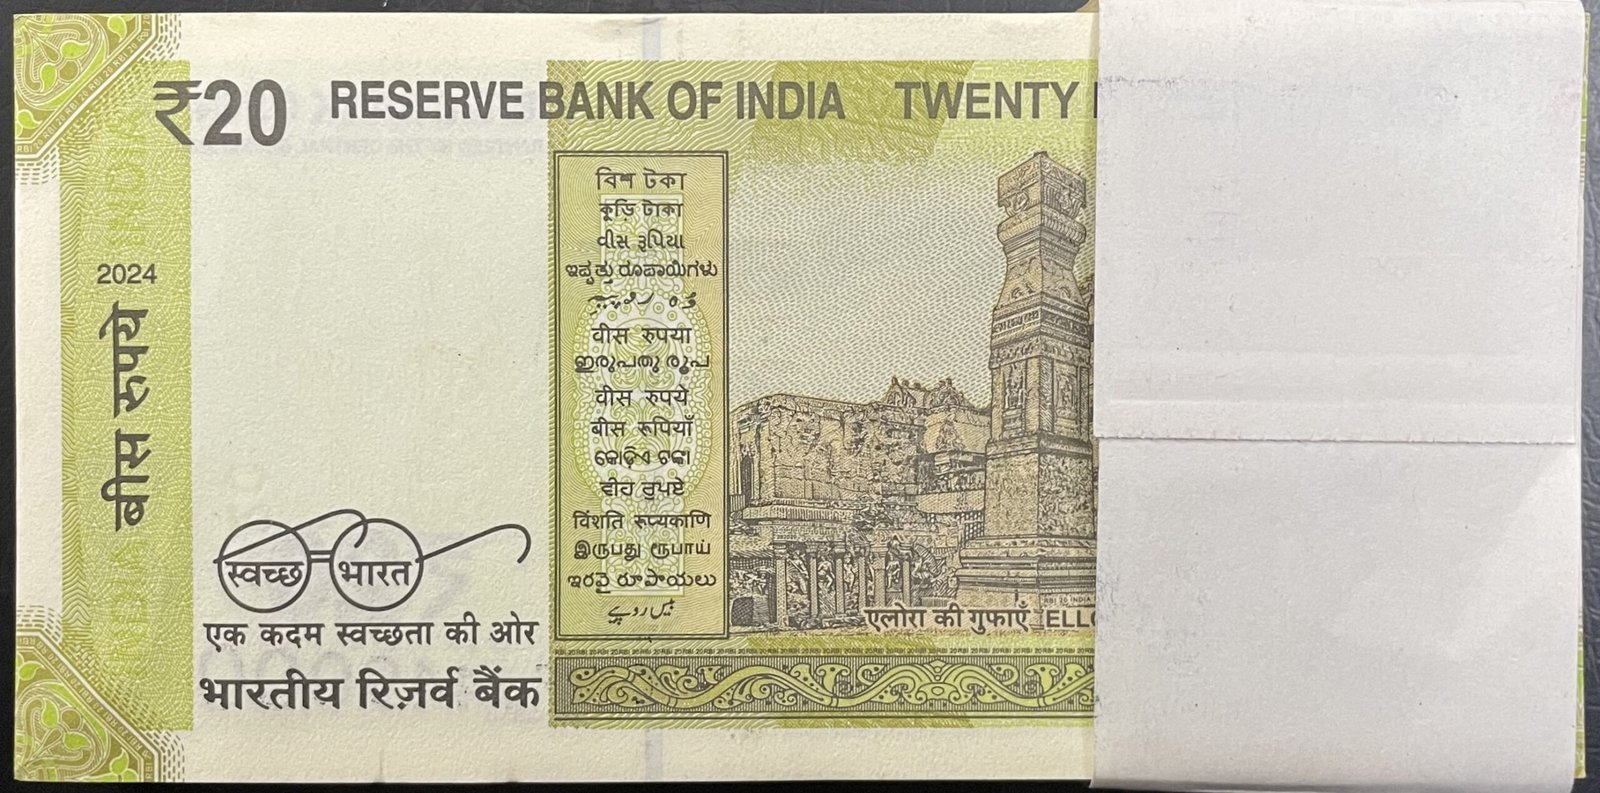 ₹20 RESERVE BANK OF INDIA TWENTY
বিশ টকা
কুড়ি টাকা
વીસ રૂપિયા
ಇಪ್ಪತ್ತು ರೂಪಾಯಿಗಳು
वीस रुपया
ഇരുപതു രൂപ
वीस रुपये
बीस रूपियाँ
କୋଡ଼ିଏ ଟଙ୍କା
ਵੀਹ ਰੁਪਏ
विंशति रूप्यकाणि
இருபது ரூபாய்
ఇరవై రూపాయలు
بیس روپے
2024
बीस रुपये
स्वच्छ भारत
एक कदम स्वच्छता की ओर
भारतीय रिज़र्व बैंक
एलोरा की गुफाएँ